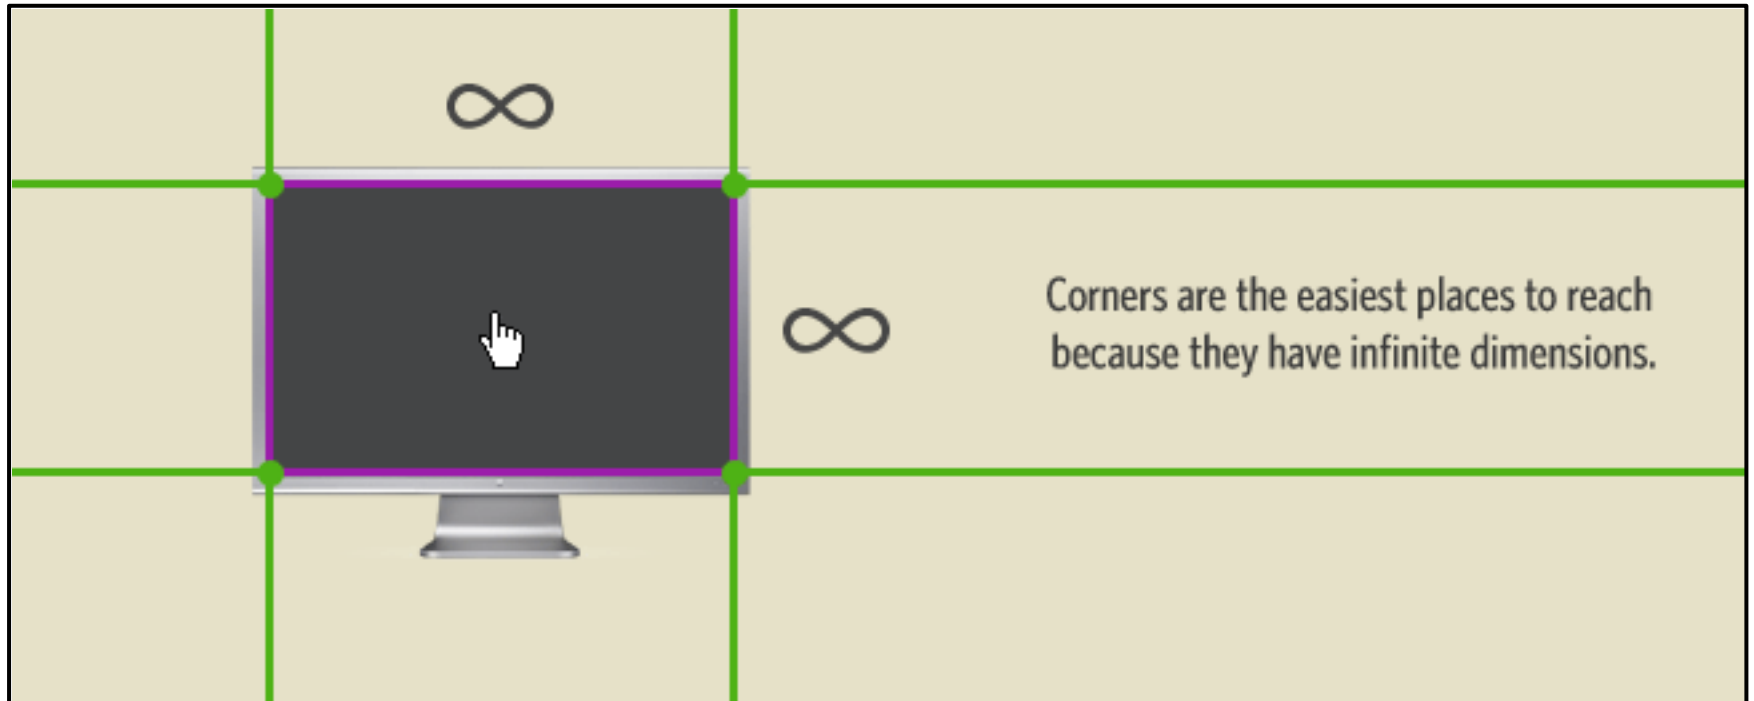 ∞
∞
Corners are the easiest places to reach
because they have infinite dimensions.